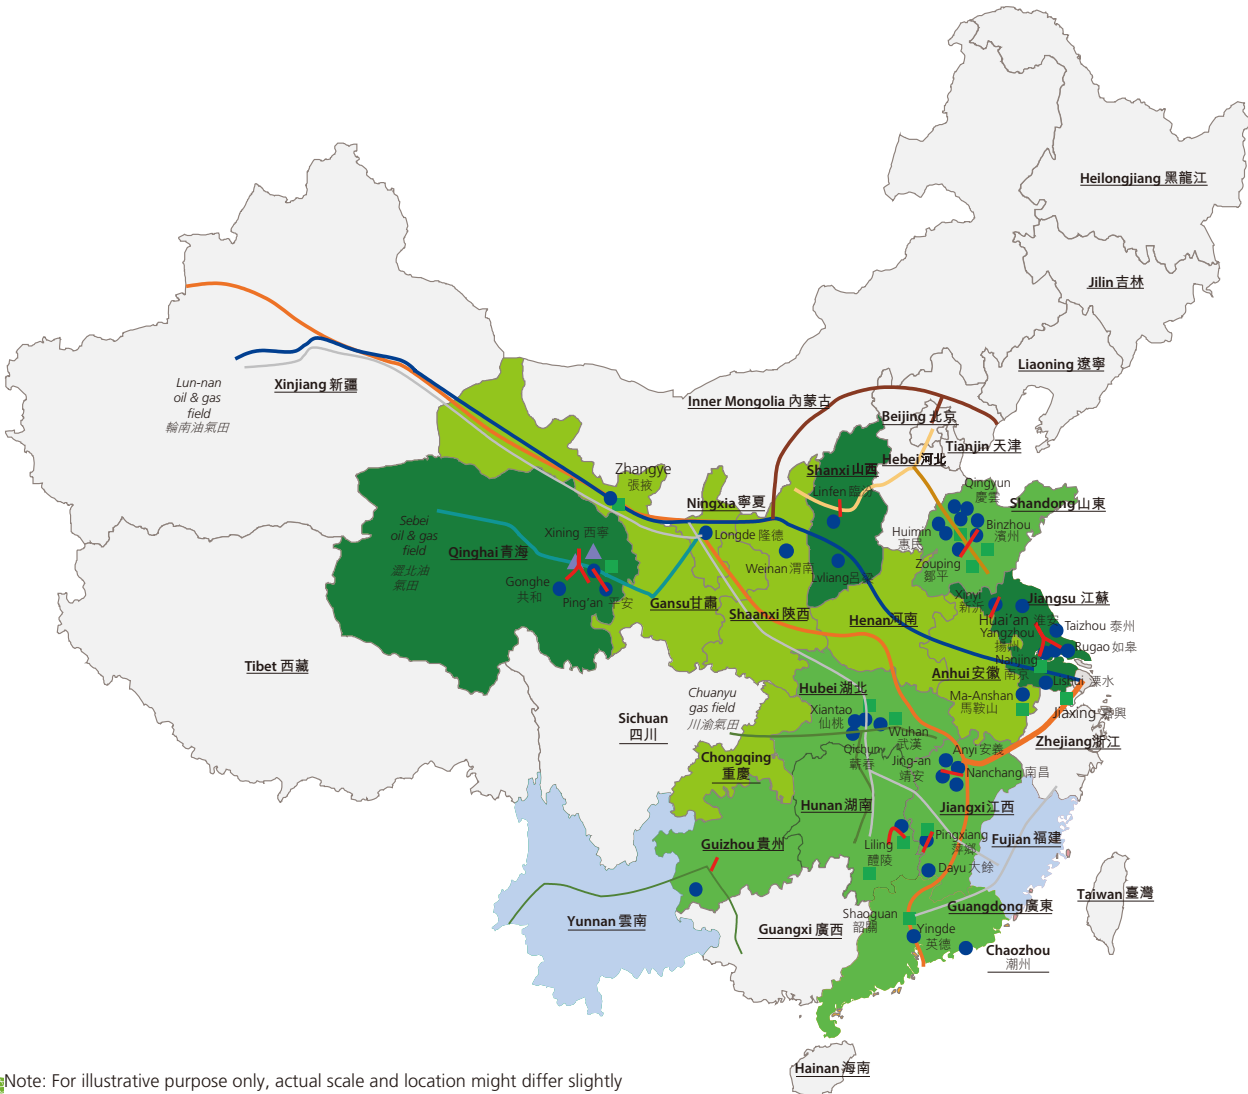 Heilongjiang 黑龍江
Jilin 吉林
Liaoning 遼寧
Lun-nan
oil & gas
field
輪南油氣田
Xinjiang 新疆
Inner Mongolia 內蒙古
Beijing 北京
Tianjin 天津
Hebei 河北
Zhangye
張掖
Shanxi 山西
Linfen 臨汾
Qingyun
慶雲
Shandong 山東
Ningxia 寧夏
Sebei
oil & gas
field
澀北油
氣田
Xining 西寧
Qinghai 青海
Longde 隆德
Huimin
惠民
Binzhou
濱州
Weinan 渭南
Zouping
鄒平
Gonghe
共和
Ping'an 平安
Lvliang 呂梁
Gansu 甘肅
Shaanxi 陝西
Henan 河南
Xinyi
新沂
Jiangsu 江蘇
Huai'an 淮安
Taizhou 泰州
Yangzhou
揚州
Rugao 如皋
Nanjing
南京
Tibet 西藏
Anhui 安徽
Lishui 溧水
Chuanyu
gas field
川渝氣田
Hubei 湖北
Ma-Anshan
馬鞍山
Jiaxing 嘉興
Sichuan
四川
Xiantao
仙桃
Wuhan
武漢
Zhejiang 浙江
Qichun
蘄春
Anyi 安義
Chongqing
重慶
Jing-an
靖安
Nanchang 南昌
Hunan 湖南
Jiangxi 江西
Guizhou 貴州
Liling
醴陵
Pingxiang
萍鄉
Fujian 福建
Dayu 大餘
Taiwan 臺灣
Yunnan 雲南
Guangxi 廣西
Shaoguan
韶關
Guangdong 廣東
Yingde
英德
Chaozhou
潮州
Hainan 海南
Note: For illustrative purpose only, actual scale and location might differ slightly